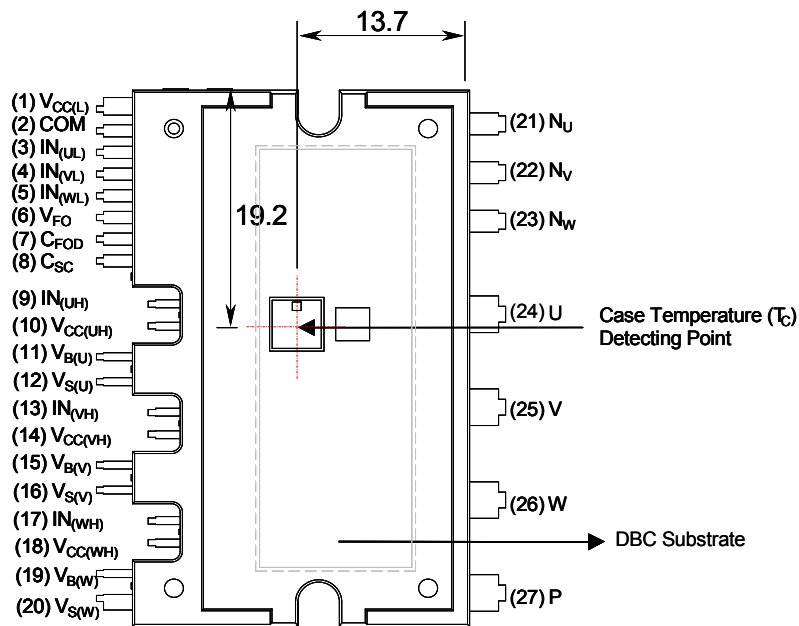 13.7
(1) VCC(L)
(2) COM
(3) IN(UL)
(4) IN(VL)
(5) IN(WL)
(6) VFO
(7) CFOD
(8) CSC
(9) IN(UH)
(10) VCC(UH)
(11) VB(U)
(12) VS(U)
(13) IN(VH)
(14) VCC(VH)
(15) VB(V)
(16) VS(V)
(17) IN(WH)
(18) VCC(WH)
(19) VB(W)
(20) VS(W)
19.2
(21) NU
(22) NV
(23) NW
(24) U
(25) V
(26) W
(27) P
Case Temperature (TC)
Detecting Point
DBC Substrate